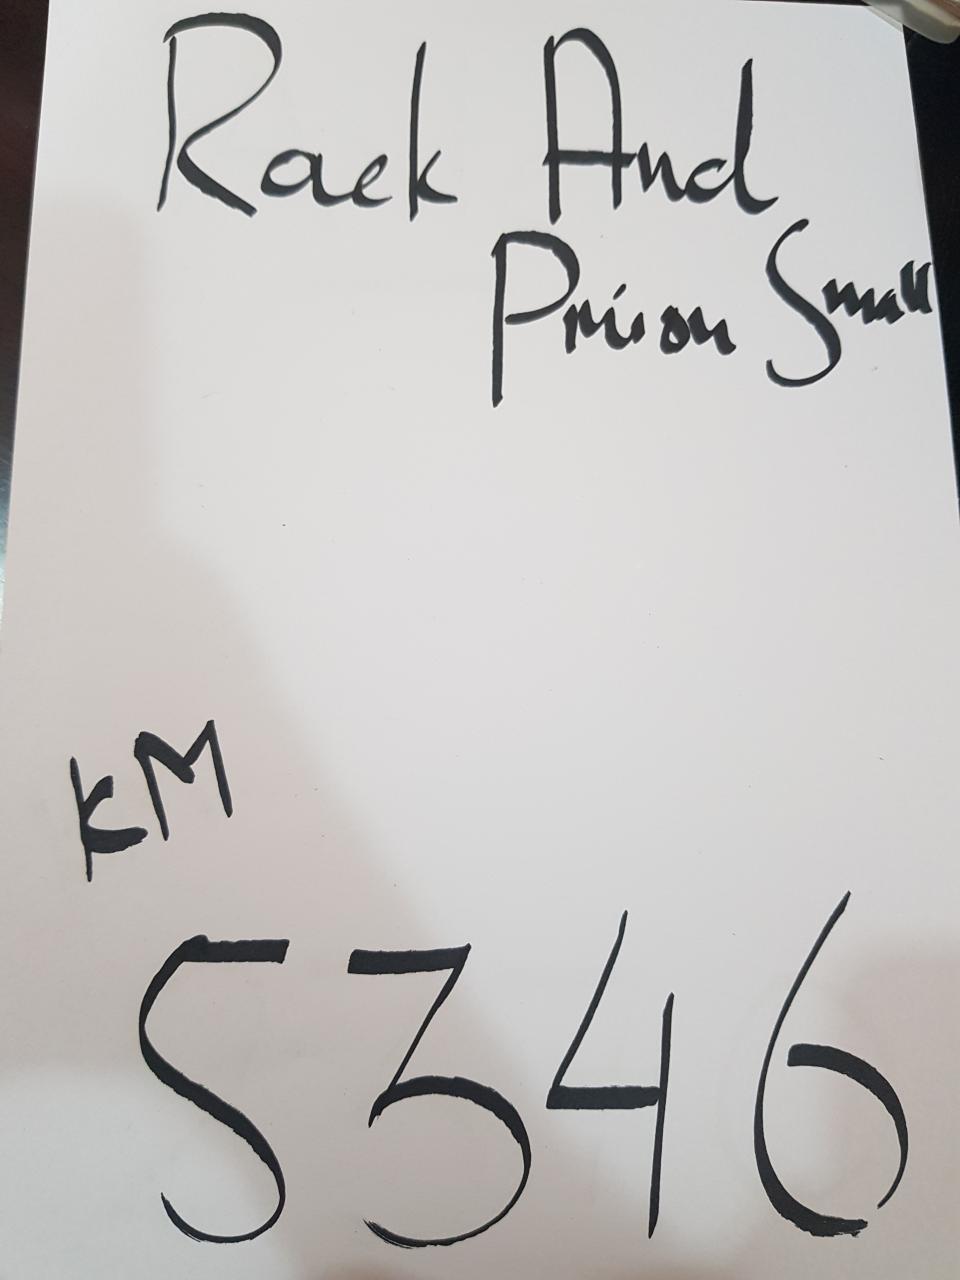 Rack And
Prison Small
KM
5346